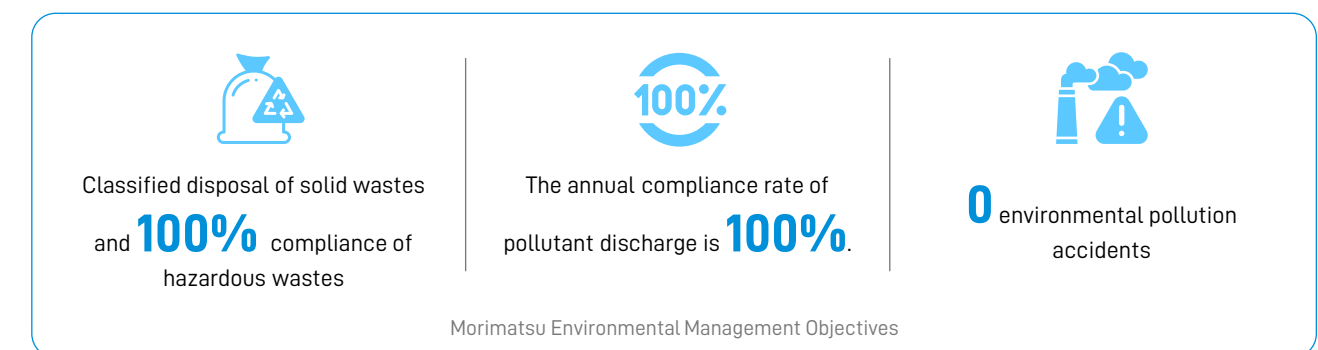 100%
Classified disposal of solid wastes
and 100% compliance of
hazardous wastes
The annual compliance rate of
pollutant discharge is 100%.
0 environmental pollution
accidents
Morimatsu Environmental Management Objectives